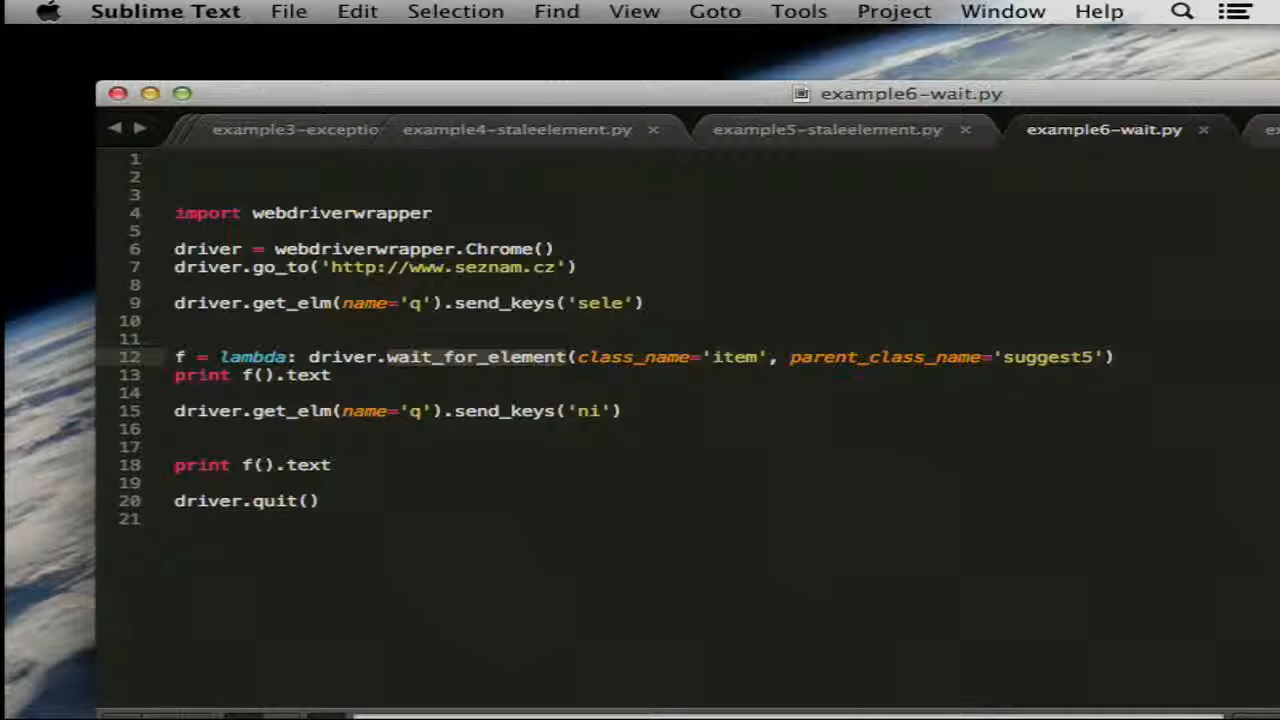 Sublime Text File Edit Selection Find View Goto Tools Project Window Help
example6-wait.py
example3-exceptio example4-staleelement.py × example5-staleelement.py × example6-wait.py × e
1
2
3
4 import webdriverwrapper
5
6 driver = webdriverwrapper.Chrome()
7 driver.go_to('http://www.seznam.cz')
8
9 driver.get_elm(name='q').send_keys('sele')
10
11
12 f = lambda: driver.wait_for_element(class_name='item', parent_class_name='suggest5')
13 print f().text
14
15 driver.get_elm(name='q').send_keys('ni')
16
17
18 print f().text
19
20 driver.quit()
21